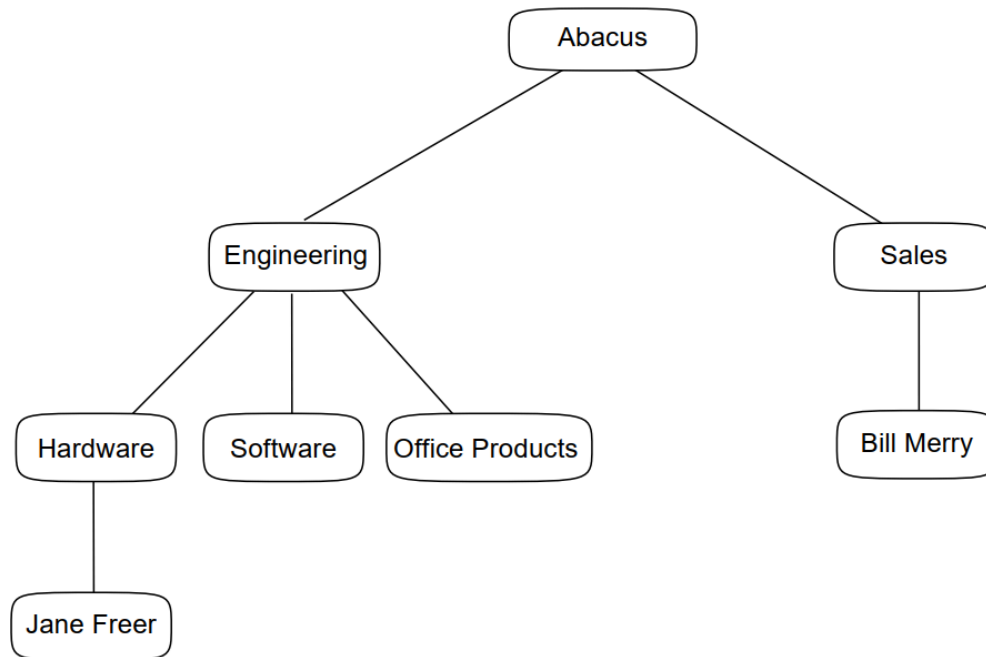 Abacus
Engineering
Sales
Hardware
Software
Office Products
Bill Merry
Jane Freer